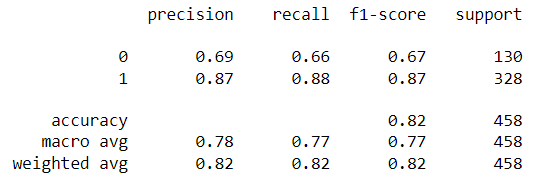 precision recall f1-score support
0 0.69 0.66 0.67 130
1 0.87 0.88 0.87 328
accuracy 0.82 458
macro avg 0.78 0.77 0.77 458
weighted avg 0.82 0.82 0.82 458